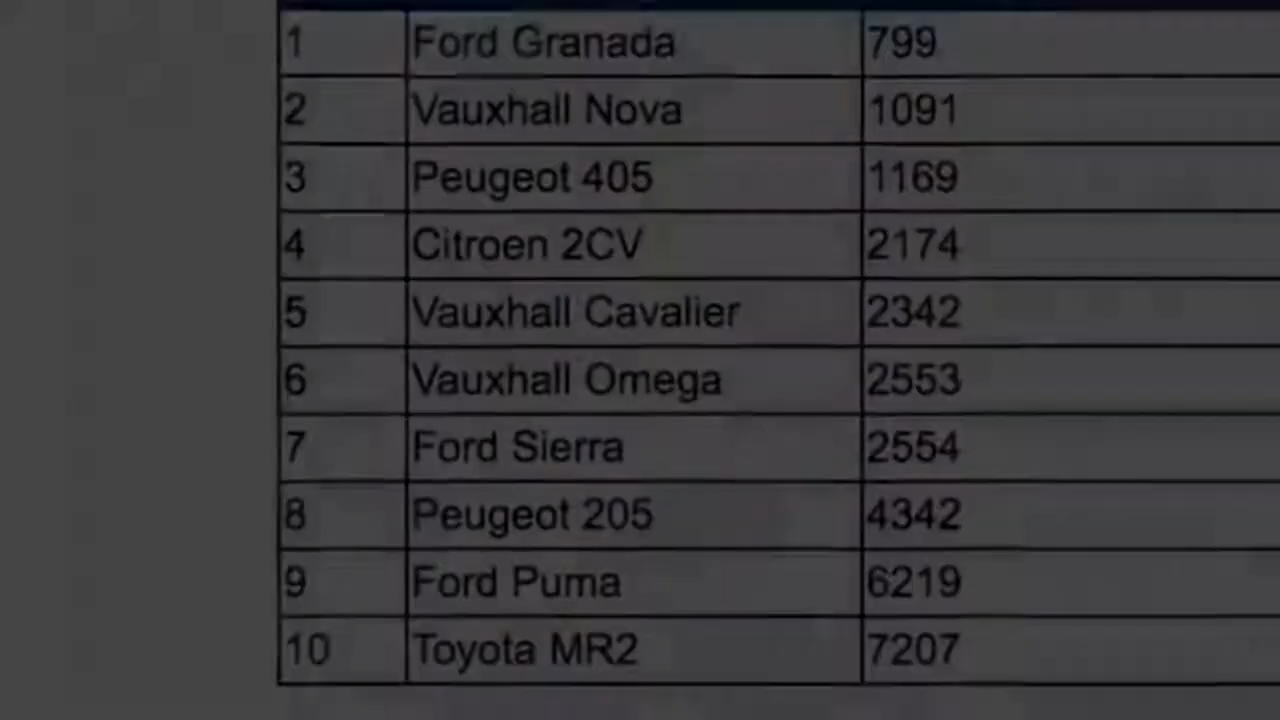 1 Ford Granada 799
2 Vauxhall Nova 1091
3 Peugeot 405 1169
4 Citroen 2CV 2174
5 Vauxhall Cavalier 2342
6 Vauxhall Omega 2553
7 Ford Sierra 2554
8 Peugeot 205 4342
9 Ford Puma 6219
10 Toyota MR2 7207